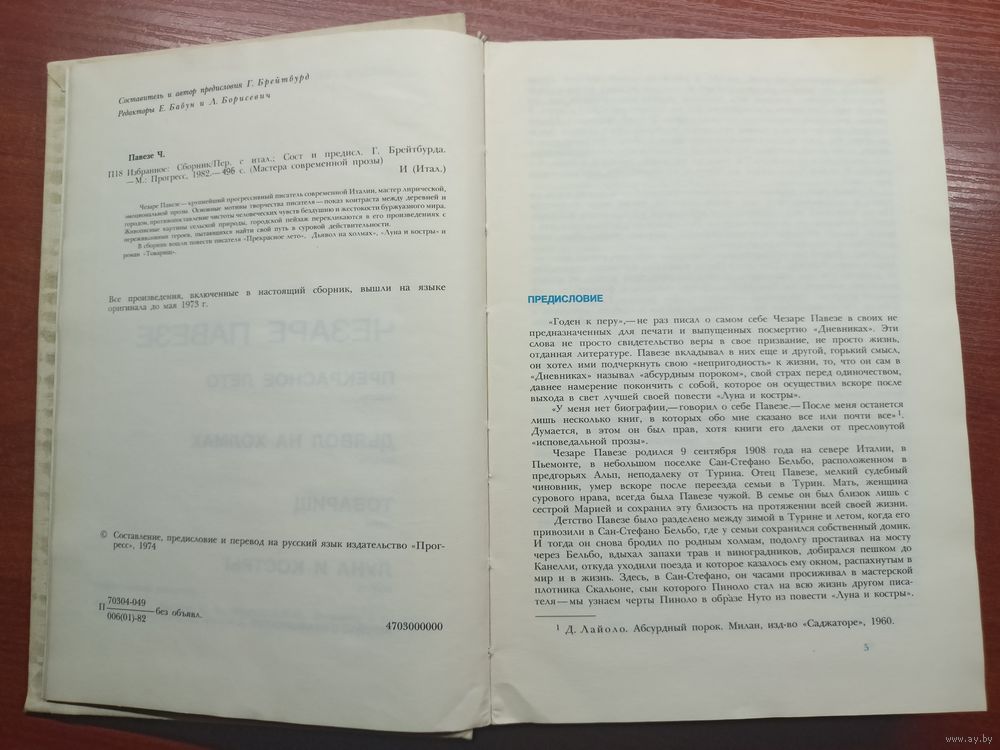 Составитель и автор предисловия Г. Брейтбурд
Редакторы Е. Бабун и Л. Борисевич
Павезе Ч.
П18 Избранное: Сборник/Пер. с итал.; Сост и предисл. Г. Брейтбурда.
— М.: Прогресс, 1982.— 496 с. (Мастера современной прозы)
И (Итал.)
Чезаре Павезе — крупнейший прогрессивный писатель современной Италии, мастер лирической,
эмоциональной прозы. Основные мотивы творчества писателя — показ контраста между деревней и
городом, противопоставление чистоты человеческих чувств бездушию и жестокости буржуазного мира.
Живописные картины сельской природы, городской пейзаж перекликаются в его произведениях с
переживаниями героев, пытающихся найти свой путь в суровой действительности.
В сборник вошли повести писателя «Прекрасное лето», Дьявол на холмах», «Луна и костры» и
роман «Товарищ».
Все произведения, включенные в настоящий сборник, вышли на языке
оригинала до мая 1973 г.
© Составление, предисловие и перевод на русский язык издательство «Прог-
ресс», 1974
П 70304-049
006(01)-82 без объявл.
4703000000
ПРЕДИСЛОВИЕ
«Годен к перу»,— не раз писал о самом себе Чезаре Павезе в своих не
предназначенных для печати и выпущенных посмертно «Дневниках». Эти
слова не просто свидетельство веры в свое призвание, не просто жизнь,
отданная литературе. Павезе вкладывал в них еще и другой, горький смысл,
он хотел ими подчеркнуть свою «непригодность» к жизни, то, что он сам в
«Дневниках» называл «абсурдным пороком», свой страх перед одиночеством,
давнее намерение покончить с собой, которое он осуществил вскоре после
выхода в свет лучшей своей повести «Луна и костры».
«У меня нет биографии,— говорил о себе Павезе.— После меня останется
лишь несколько книг, в которых обо мне сказано все или почти все»¹.
Думается, в этом он был прав, хотя книги его далеки от пресловутой
«исповедальной прозы».
Чезаре Павезе родился 9 сентября 1908 года на севере Италии, в
Пьемонте, в небольшом поселке Сан-Стефано Бельбо, расположенном в
предгорьях Альп, неподалеку от Турина. Отец Павезе, мелкий судебный
чиновник, умер вскоре после переезда семьи в Турин. Мать, женщина
сурового нрава, всегда была Павезе чужой. В семье он был близок лишь с
сестрой Марией и сохранил эту близость на протяжении всей своей жизни.
Детство Павезе было разделено между зимой в Турине и летом, когда его
привозили в Сан-Стефано Бельбо, где у семьи сохранился собственный домик.
И тогда он снова бродил по родным холмам, подолгу простаивал на мосту
через Бельбо, вдыхал запахи трав и виноградников, добирался пешком до
Канелли, откуда уходили поезда и которое казалось ему окном, распахнутым в
мир и в жизнь. Здесь, в Сан-Стефано, он часами просиживал в мастерской
плотника Скальоне, сын которого Пиноло стал на всю жизнь другом писа-
теля — мы узнаем черты Пиноло в образе Нуто из повести «Луна и костры».
¹ Д. Лайоло. Абсурдный порок. Милан, изд-во «Саджаторе», 1960.
5
www.ay.by